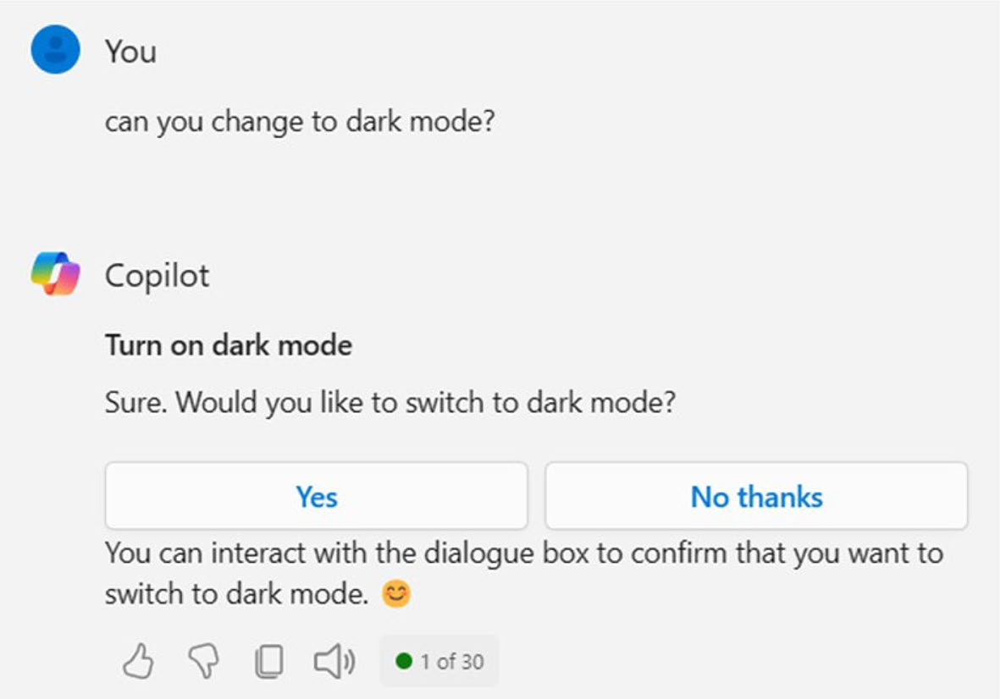 You
can you change to dark mode?
Copilot
Turn on dark mode
Sure. Would you like to switch to dark mode?
Yes
No thanks
You can interact with the dialogue box to confirm that you want to
switch to dark mode. 😊
1 of 30